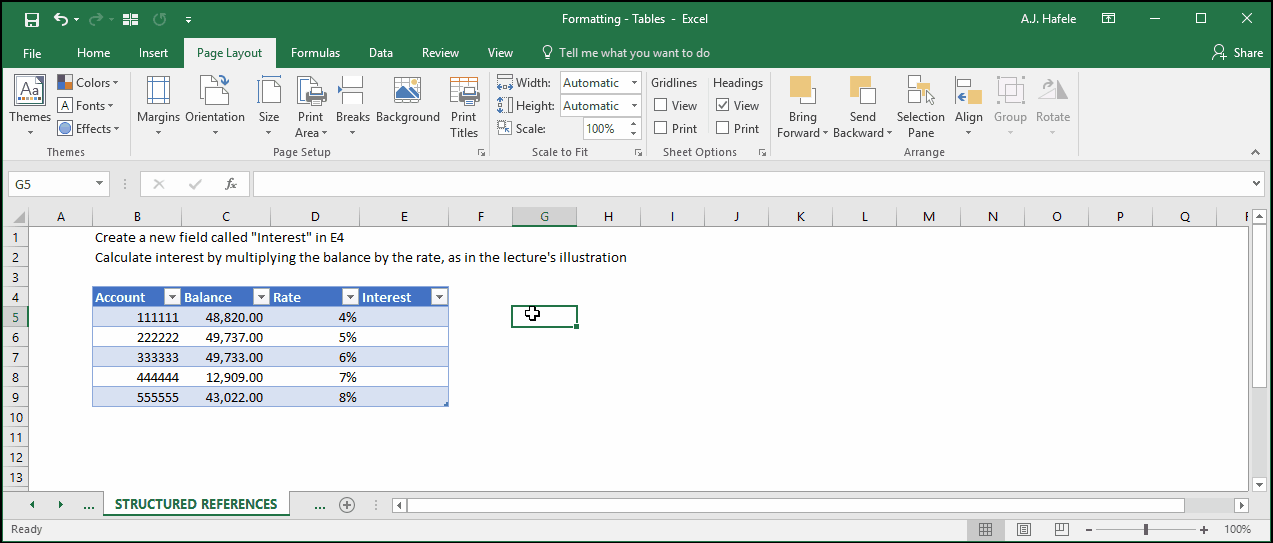 Formatting - Tables - Excel
A.J. Hafele
File Home Insert Page Layout Formulas Data Review View Tell me what you want to do Share
Aa Colors Margins Orientation Size Print Breaks Background Print Width: Automatic Gridlines Headings Bring Send Selection Align Group Rotate
Themes A Fonts Area Titles Height: Automatic View View Forward Backward Pane
Effects Scale: 100% Print Print
Themes Page Setup Scale to Fit Sheet Options Arrange
G5 fx
A B C D E F G H I J K L M N O P Q
1 Create a new field called "Interest" in E4
2 Calculate interest by multiplying the balance by the rate, as in the lecture's illustration
3
4 Account Balance Rate Interest
5 111111 48,820.00 4%
6 222222 49,737.00 5%
7 333333 49,733.00 6%
8 444444 12,909.00 7%
9 555555 43,022.00 8%
10
11
12
13
... STRUCTURED REFERENCES ...
Ready 100%